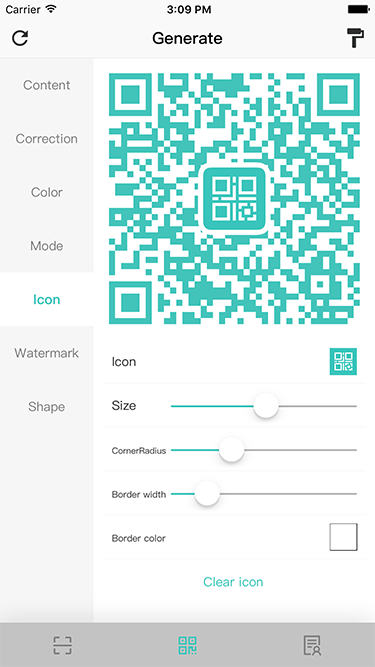 Carrier 3:09 PM
Generate
Content
Correction
Color
Mode
Icon
Watermark
Shape
Icon
Size
CornerRadius
Border width
Border color
Clear icon